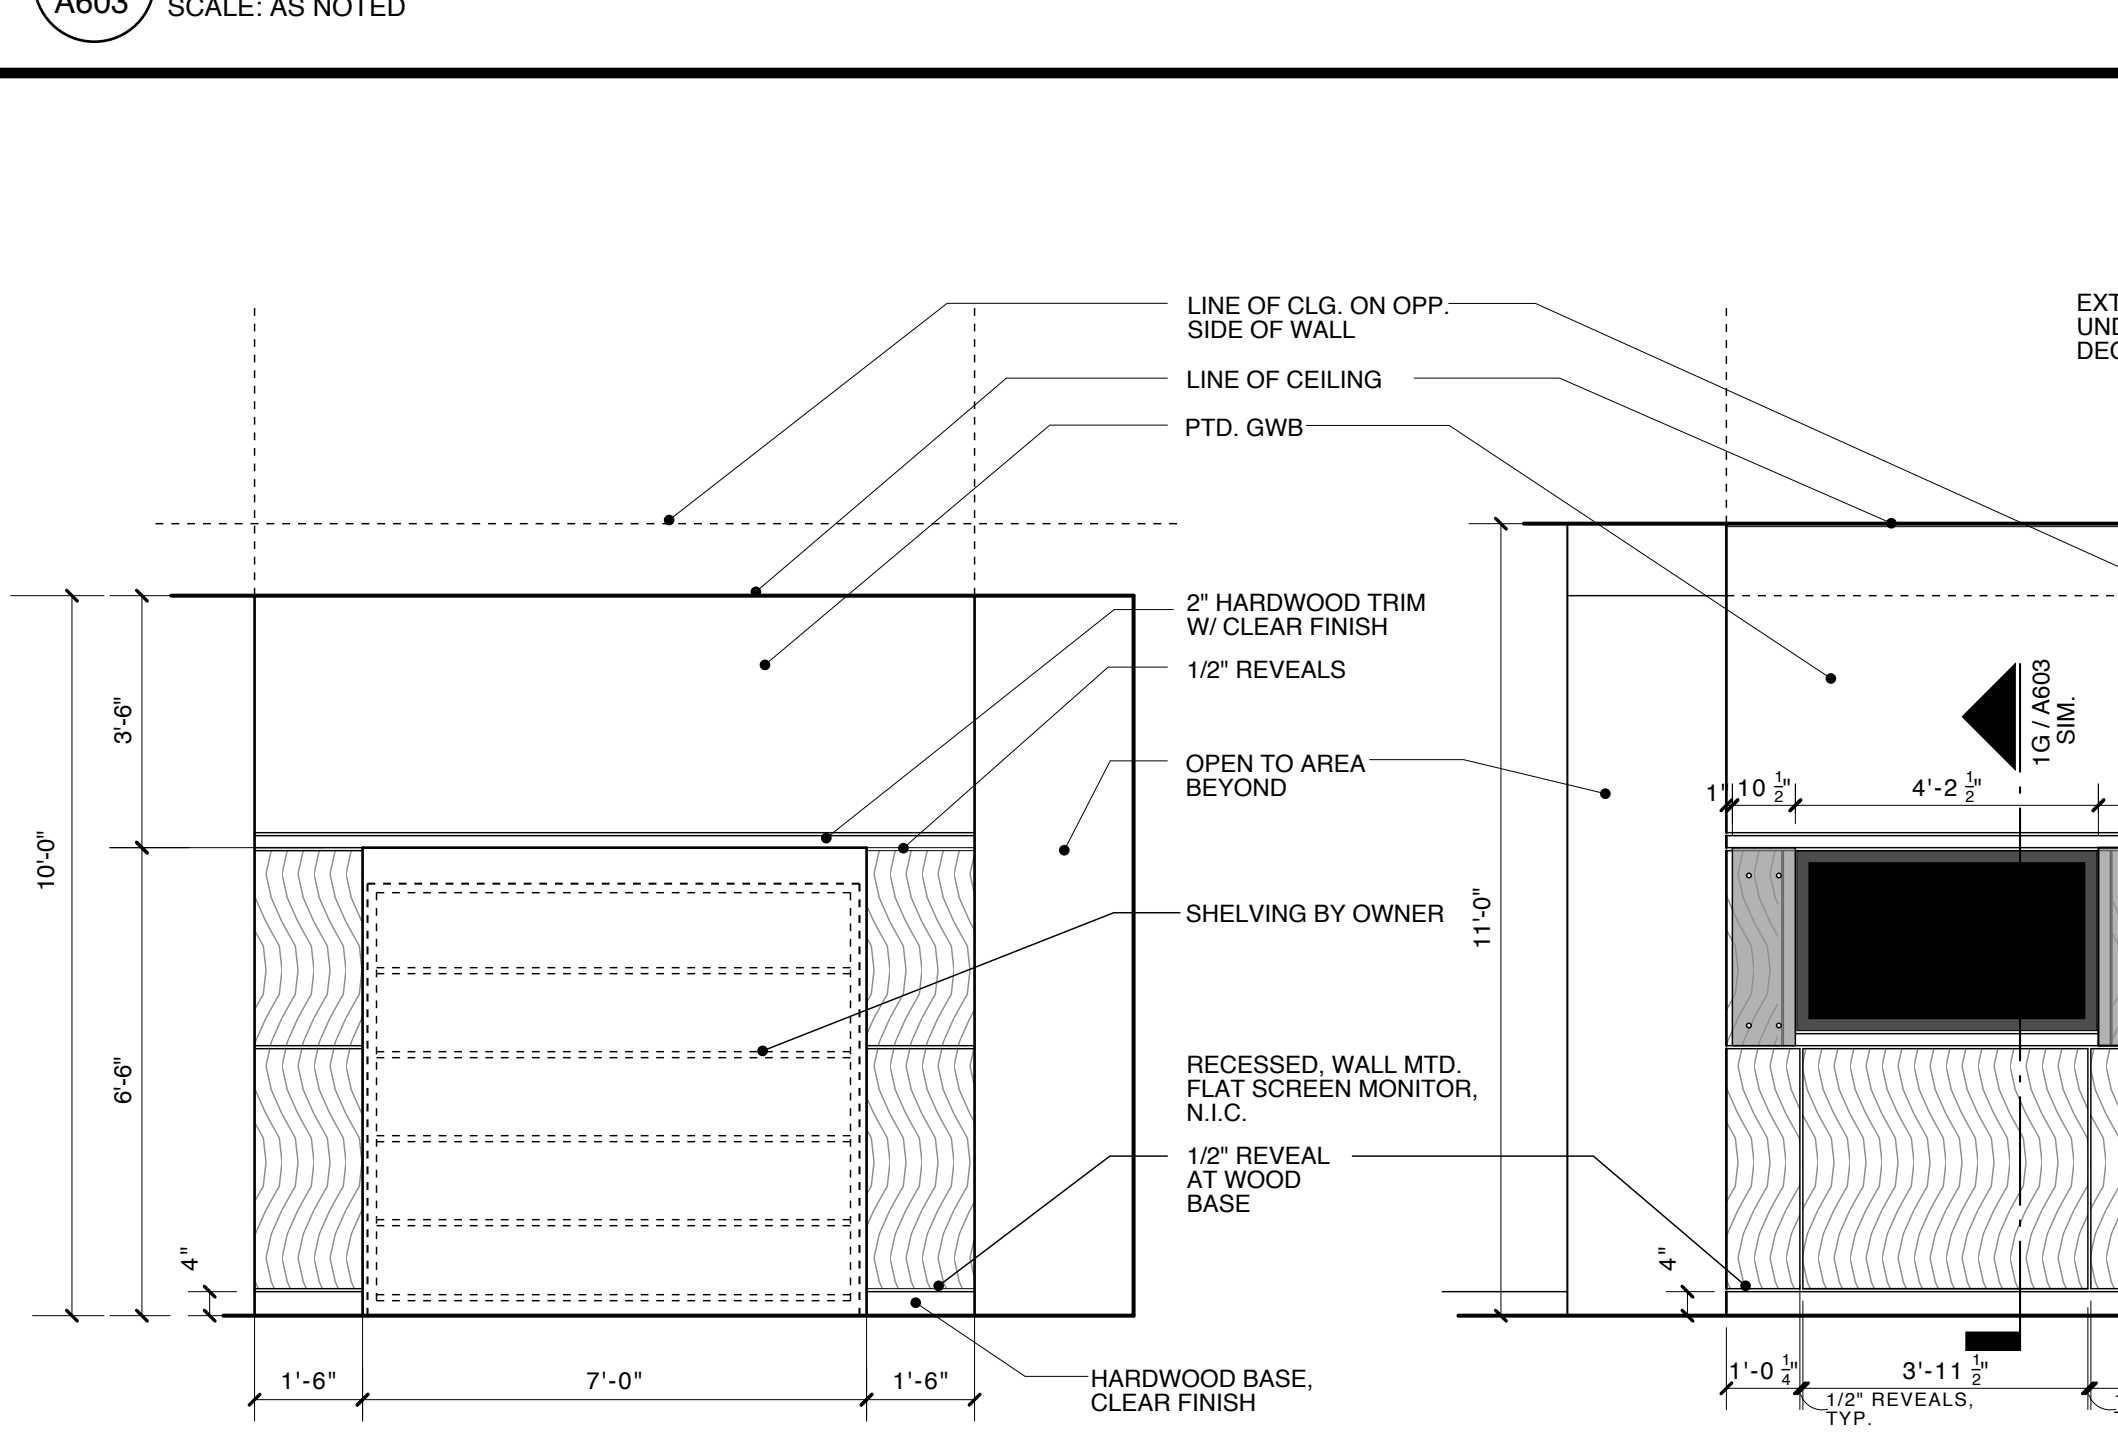 A603
SCALE: AS NOTED
LINE OF CLG. ON OPP.
SIDE OF WALL
LINE OF CEILING
PTD. GWB
2" HARDWOOD TRIM
W/ CLEAR FINISH
1/2" REVEALS
OPEN TO AREA
BEYOND
SHELVING BY OWNER
RECESSED, WALL MTD.
FLAT SCREEN MONITOR,
N.I.C.
1/2" REVEAL
AT WOOD
BASE
HARDWOOD BASE,
CLEAR FINISH
10'-0"
3'-6"
6'-6"
4"
1'-6"
7'-0"
1'-6"
11'-0"
4"
1"
10 1/2"
4'-2 1/2"
1G / A603
SIM.
1'-0 1/4"
3'-11 1/2"
1/2" REVEALS,
TYP.